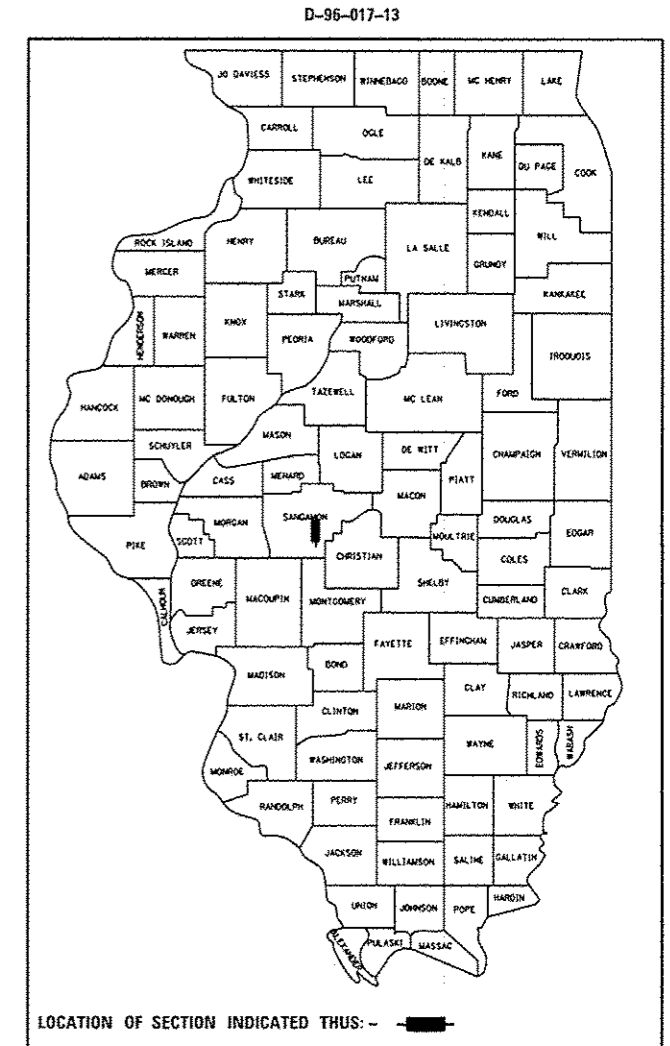 D-96-017-13
JO DAVIESS STEPHENSON WINNEBAGO BOONE MC HENRY LAKE
CARROLL OGLE DE KALB KANE DU PAGE COOK
WHITESIDE LEE
KENDALL WILL
ROCK ISLAND HENRY BUREAU LA SALLE GRUNDY
MERCER PUTNAM KANKAKEE
STARK MARSHALL LIVINGSTON
HENDERSON WARREN KNOX PEORIA WOODFORD IROQUOIS
HANCOCK MC DONOUGH FULTON TAZEWELL MC LEAN FORD
MASON
SCHUYLER LOGAN DE WITT CHAMPAIGN VERMILION
ADAMS BROWN CASS MENARD MACON PIATT
PIKE SCOTT MORGAN SANGAMON CHRISTIAN MOULTRIE DOUGLAS EDGAR
COLES
CALHOUN GREENE MACOUPIN MONTGOMERY SHELBY CUMBERLAND CLARK
JERSEY
FAYETTE EFFINGHAM JASPER CRAWFORD
MADISON BOND
CLAY RICHLAND LAWRENCE
CLINTON MARION
ST. CLAIR WAYNE EDWARDS WABASH
MONROE WASHINGTON JEFFERSON
RANDOLPH PERRY HAMILTON WHITE
FRANKLIN
JACKSON WILLIAMSON SALINE GALLATIN
UNION JOHNSON POPE HARDIN
ALEXANDER PULASKI MASSAC
LOCATION OF SECTION INDICATED THUS: -